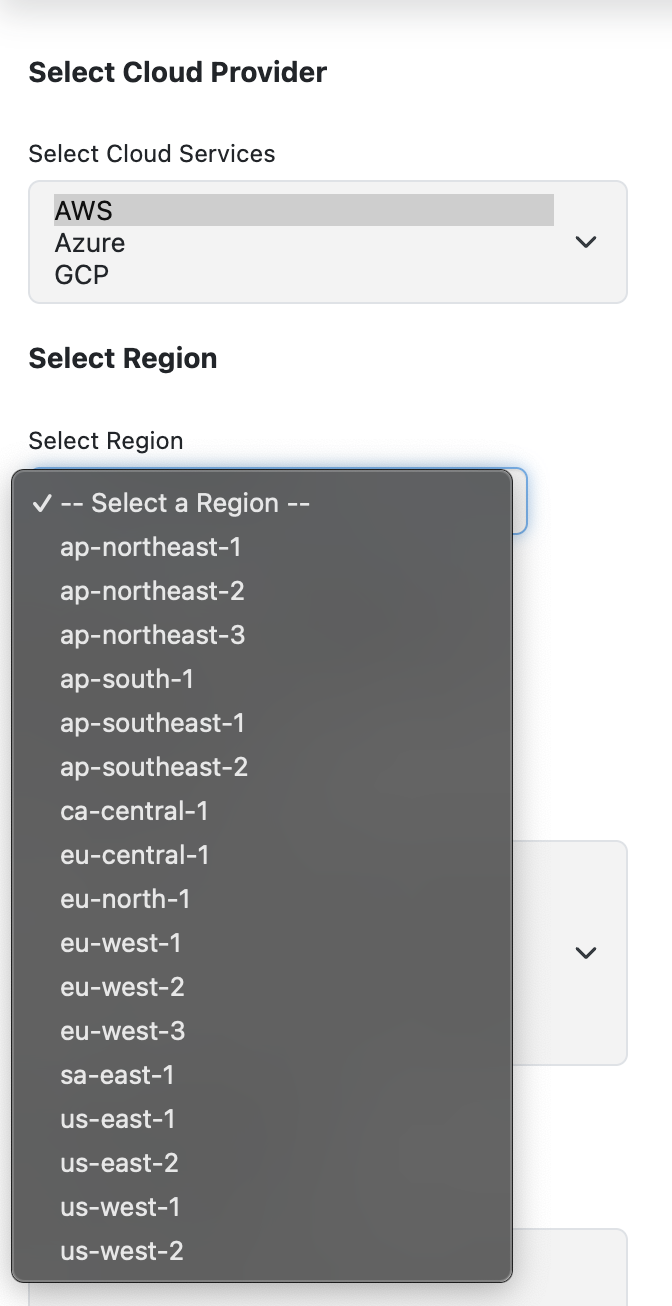 Select Cloud Provider
Select Cloud Services
AWS
Azure
GCP
Select Region
Select Region
✓ -- Select a Region --
ap-northeast-1
ap-northeast-2
ap-northeast-3
ap-south-1
ap-southeast-1
ap-southeast-2
ca-central-1
eu-central-1
eu-north-1
eu-west-1
eu-west-2
eu-west-3
sa-east-1
us-east-1
us-east-2
us-west-1
us-west-2